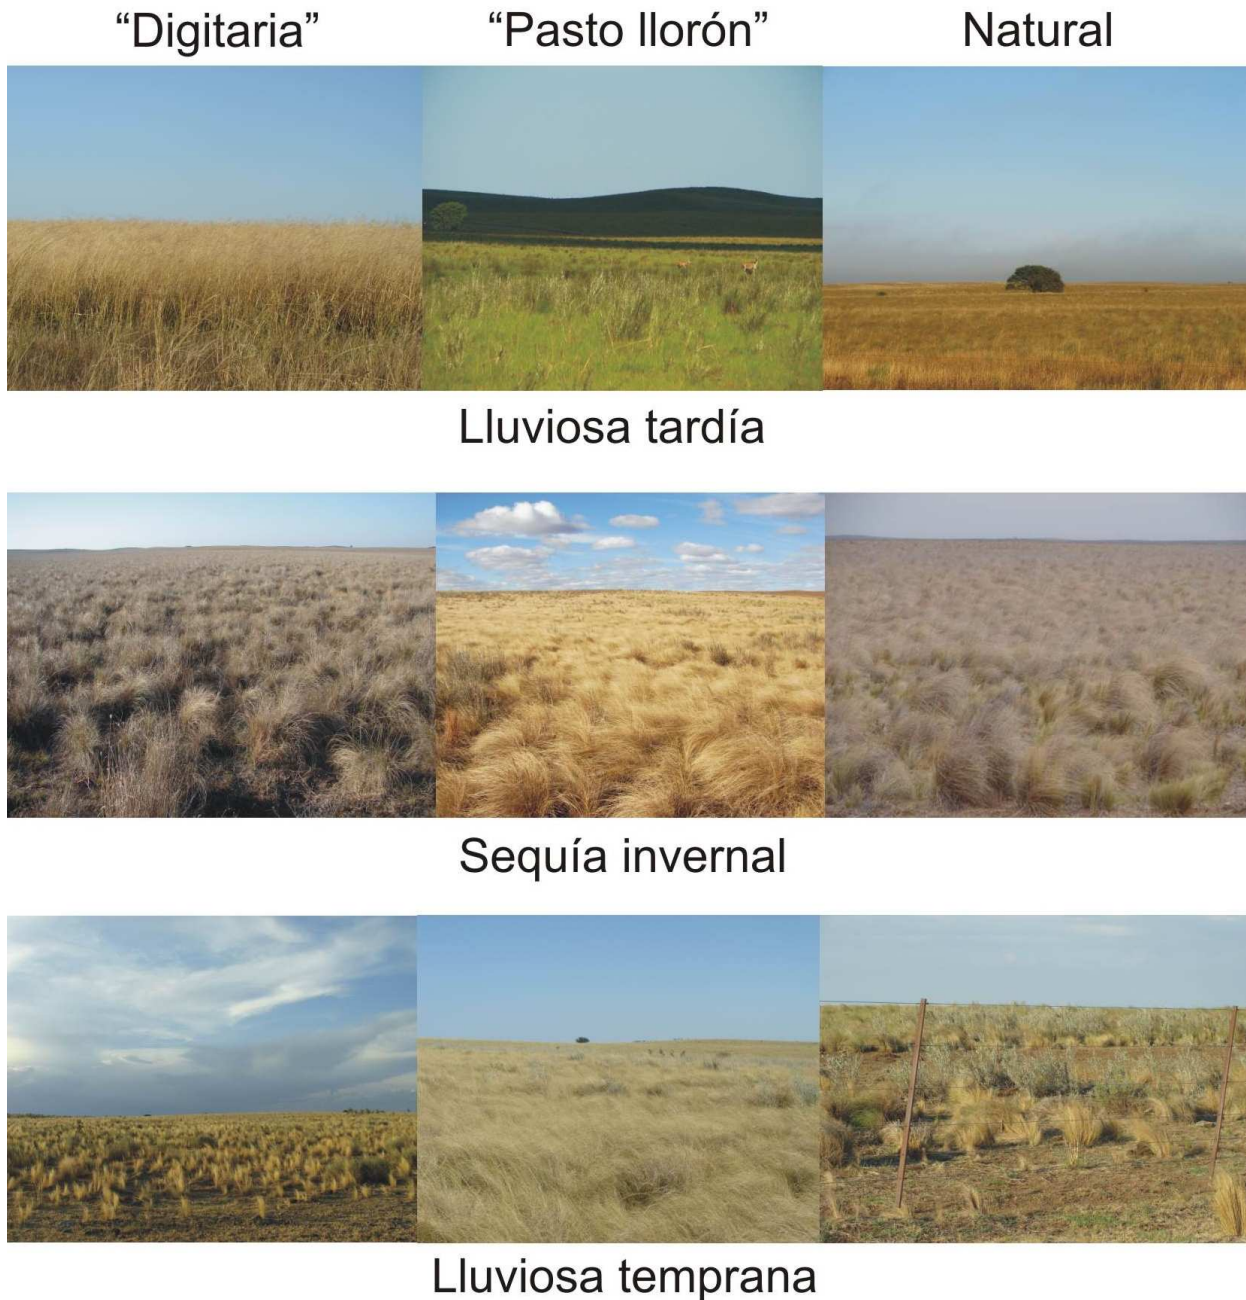 “Digitaria”
“Pasto llorón”
Natural
Lluviosa tardía
Sequía invernal
Lluviosa temprana